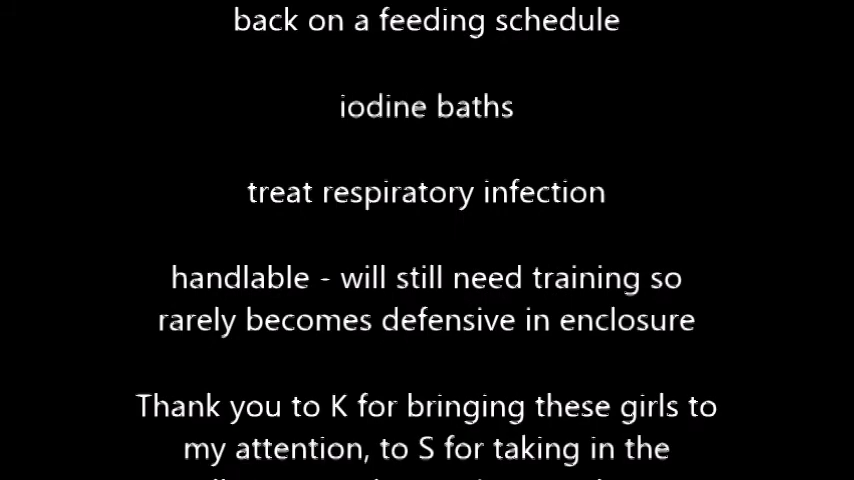 back on a feeding schedule
iodine baths
treat respiratory infection
handlable - will still need training so
rarely becomes defensive in enclosure
Thank you to K for bringing these girls to
my attention, to S for taking in the